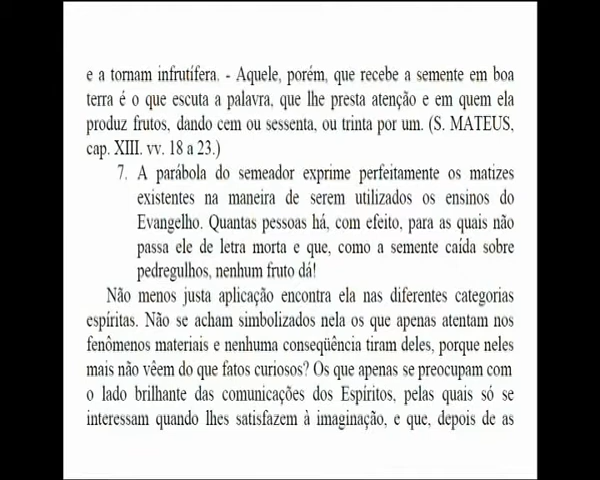 e a tornam infrutífera. - Aquele, porém, que recebe a semente em boa
terra é o que escuta a palavra, que lhe presta atenção e em quem ela
produz frutos, dando cem ou sessenta, ou trinta por um. (S. MATEUS,
cap. XIII. vv. 18 a 23.)
7. A parábola do semeador exprime perfeitamente os matizes
existentes na maneira de serem utilizados os ensinos do
Evangelho. Quantas pessoas há, com efeito, para as quais não
passa ele de letra morta e que, como a semente caída sobre
pedregulhos, nenhum fruto dá!
Não menos justa aplicação encontra ela nas diferentes categorias
espíritas. Não se acham simbolizados nela os que apenas atentam nos
fenômenos materiais e nenhuma conseqüência tiram deles, porque neles
mais não vêem do que fatos curiosos? Os que apenas se preocupam com
o lado brilhante das comunicações dos Espíritos, pelas quais só se
interessam quando lhes satisfazem à imaginação, e que, depois de as